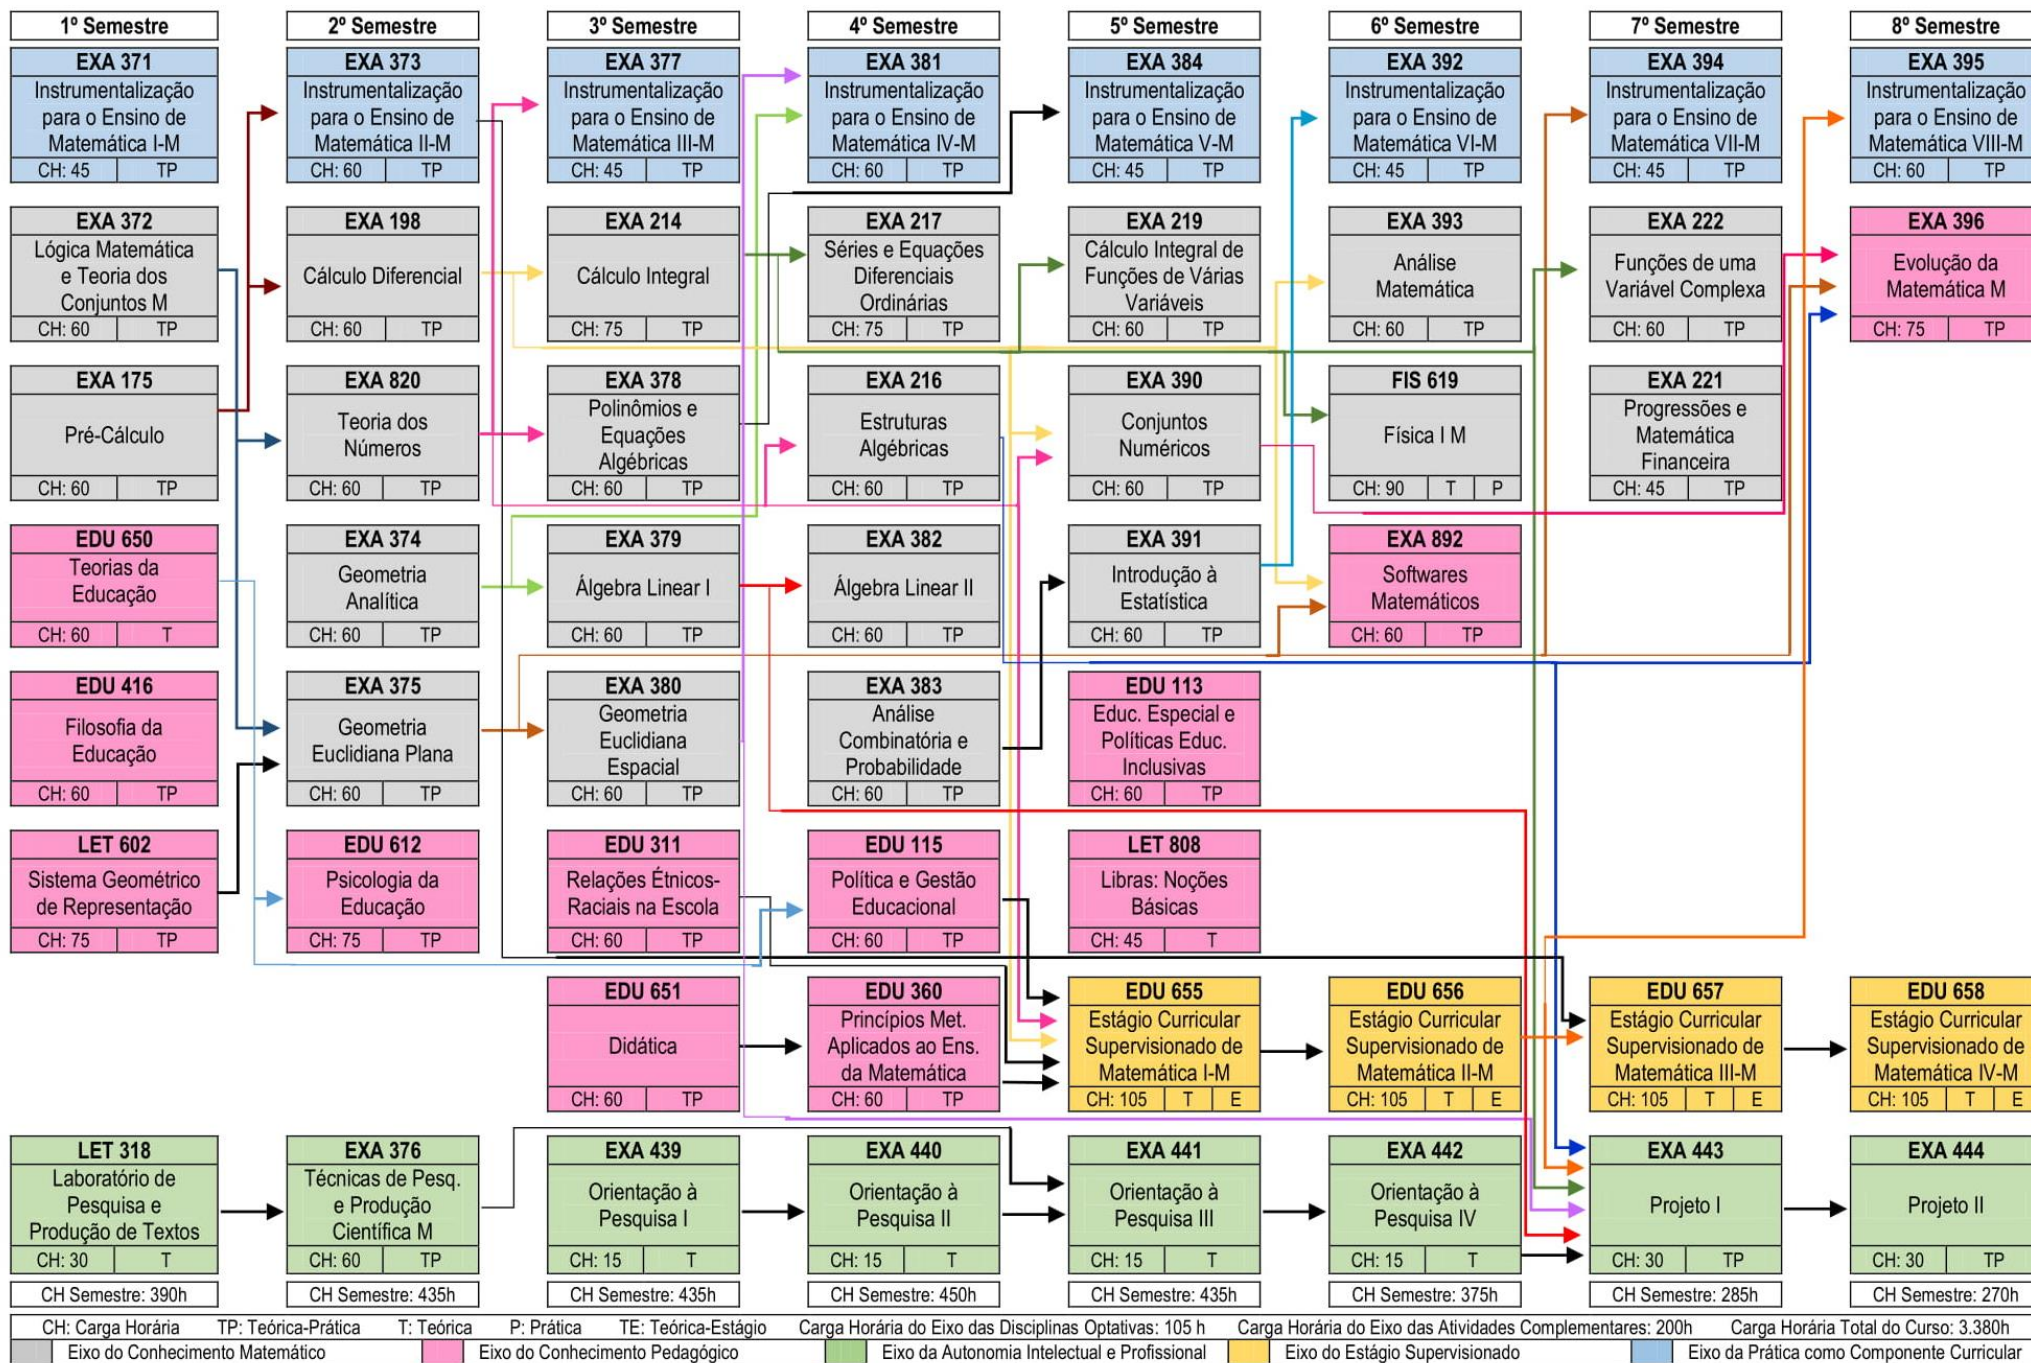 1º Semestre
2º Semestre
3º Semestre
4º Semestre
5º Semestre
6º Semestre
7º Semestre
8º Semestre
EXA 371
Instrumentalização
para o Ensino de
Matemática I-M
CH: 45 TP
EXA 373
Instrumentalização
para o Ensino de
Matemática II-M
CH: 60 TP
EXA 377
Instrumentalização
para o Ensino de
Matemática III-M
CH: 45 TP
EXA 381
Instrumentalização
para o Ensino de
Matemática IV-M
CH: 60 TP
EXA 384
Instrumentalização
para o Ensino de
Matemática V-M
CH: 45 TP
EXA 392
Instrumentalização
para o Ensino de
Matemática VI-M
CH: 45 TP
EXA 394
Instrumentalização
para o Ensino de
Matemática VII-M
CH: 45 TP
EXA 395
Instrumentalização
para o Ensino de
Matemática VIII-M
CH: 60 TP
EXA 372
Lógica Matemática
e Teoria dos
Conjuntos M
CH: 60 TP
EXA 198
Cálculo Diferencial
CH: 60 TP
EXA 214
Cálculo Integral
CH: 75 TP
EXA 217
Séries e Equações
Diferenciais
Ordinárias
CH: 75 TP
EXA 219
Cálculo Integral de
Funções de Várias
Variáveis
CH: 60 TP
EXA 393
Análise
Matemática
CH: 60 TP
EXA 222
Funções de uma
Variável Complexa
CH: 60 TP
EXA 396
Evolução da
Matemática M
CH: 75 TP
EXA 175
Pré-Cálculo
CH: 60 TP
EXA 820
Teoria dos
Números
CH: 60 TP
EXA 378
Polinômios e
Equações
Algébricas
CH: 60 TP
EXA 216
Estruturas
Algébricas
CH: 60 TP
EXA 390
Conjuntos
Numéricos
CH: 60 TP
FIS 619
Física I M
CH: 90 T P
EXA 221
Progressões e
Matemática
Financeira
CH: 45 TP
EDU 650
Teorias da
Educação
CH: 60 T
EXA 374
Geometria
Analítica
CH: 60 TP
EXA 379
Álgebra Linear I
CH: 60 TP
EXA 382
Álgebra Linear II
CH: 60 TP
EXA 391
Introdução à
Estatística
CH: 60 TP
EXA 892
Softwares
Matemáticos
CH: 60 TP
EDU 416
Filosofia da
Educação
CH: 60 TP
EXA 375
Geometria
Euclidiana Plana
CH: 60 TP
EXA 380
Geometria
Euclidiana
Espacial
CH: 60 TP
EXA 383
Análise
Combinatória e
Probabilidade
CH: 60 TP
EDU 113
Educ. Especial e
Políticas Educ.
Inclusivas
CH: 60 TP
LET 602
Sistema Geométrico
de Representação
CH: 75 TP
EDU 612
Psicologia da
Educação
CH: 75 TP
EDU 311
Relações Étnicos-
Raciais na Escola
CH: 60 TP
EDU 115
Política e Gestão
Educacional
CH: 60 TP
LET 808
Libras: Noções
Básicas
CH: 45 T
EDU 651
Didática
CH: 60 TP
EDU 360
Princípios Met.
Aplicados ao Ens.
da Matemática
CH: 60 TP
EDU 655
Estágio Curricular
Supervisionado de
Matemática I-M
CH: 105 T E
EDU 656
Estágio Curricular
Supervisionado de
Matemática II-M
CH: 105 T E
EDU 657
Estágio Curricular
Supervisionado de
Matemática III-M
CH: 105 T E
EDU 658
Estágio Curricular
Supervisionado de
Matemática IV-M
CH: 105 T E
LET 318
Laboratório de
Pesquisa e
Produção de Textos
CH: 30 T
EXA 376
Técnicas de Pesq.
e Produção
Científica M
CH: 60 TP
EXA 439
Orientação à
Pesquisa I
CH: 15 T
EXA 440
Orientação à
Pesquisa II
CH: 15 T
EXA 441
Orientação à
Pesquisa III
CH: 15 T
EXA 442
Orientação à
Pesquisa IV
CH: 15 T
EXA 443
Projeto I
CH: 30 TP
EXA 444
Projeto II
CH: 30 TP
CH Semestre: 390h
CH Semestre: 435h
CH Semestre: 435h
CH Semestre: 450h
CH Semestre: 435h
CH Semestre: 375h
CH Semestre: 285h
CH Semestre: 270h
CH: Carga Horária TP: Teórica-Prática T: Teórica P: Prática TE: Teórica-Estágio Carga Horária do Eixo das Disciplinas Optativas: 105 h Carga Horária do Eixo das Atividades Complementares: 200h Carga Horária Total do Curso: 3.380h
Eixo do Conhecimento Matemático Eixo do Conhecimento Pedagógico Eixo da Autonomia Intelectual e Profissional Eixo do Estágio Supervisionado Eixo da Prática como Componente Curricular